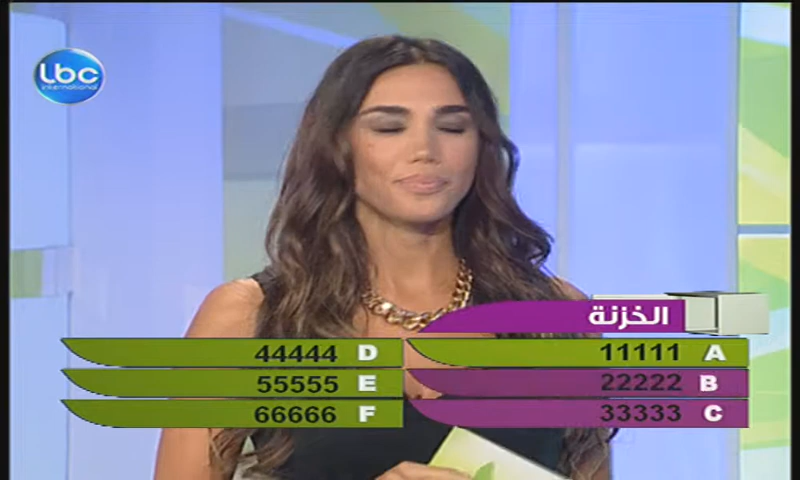 lbc
international
الخزنة
A 11111
B 22222
C 33333
D 44444
E 55555
F 66666